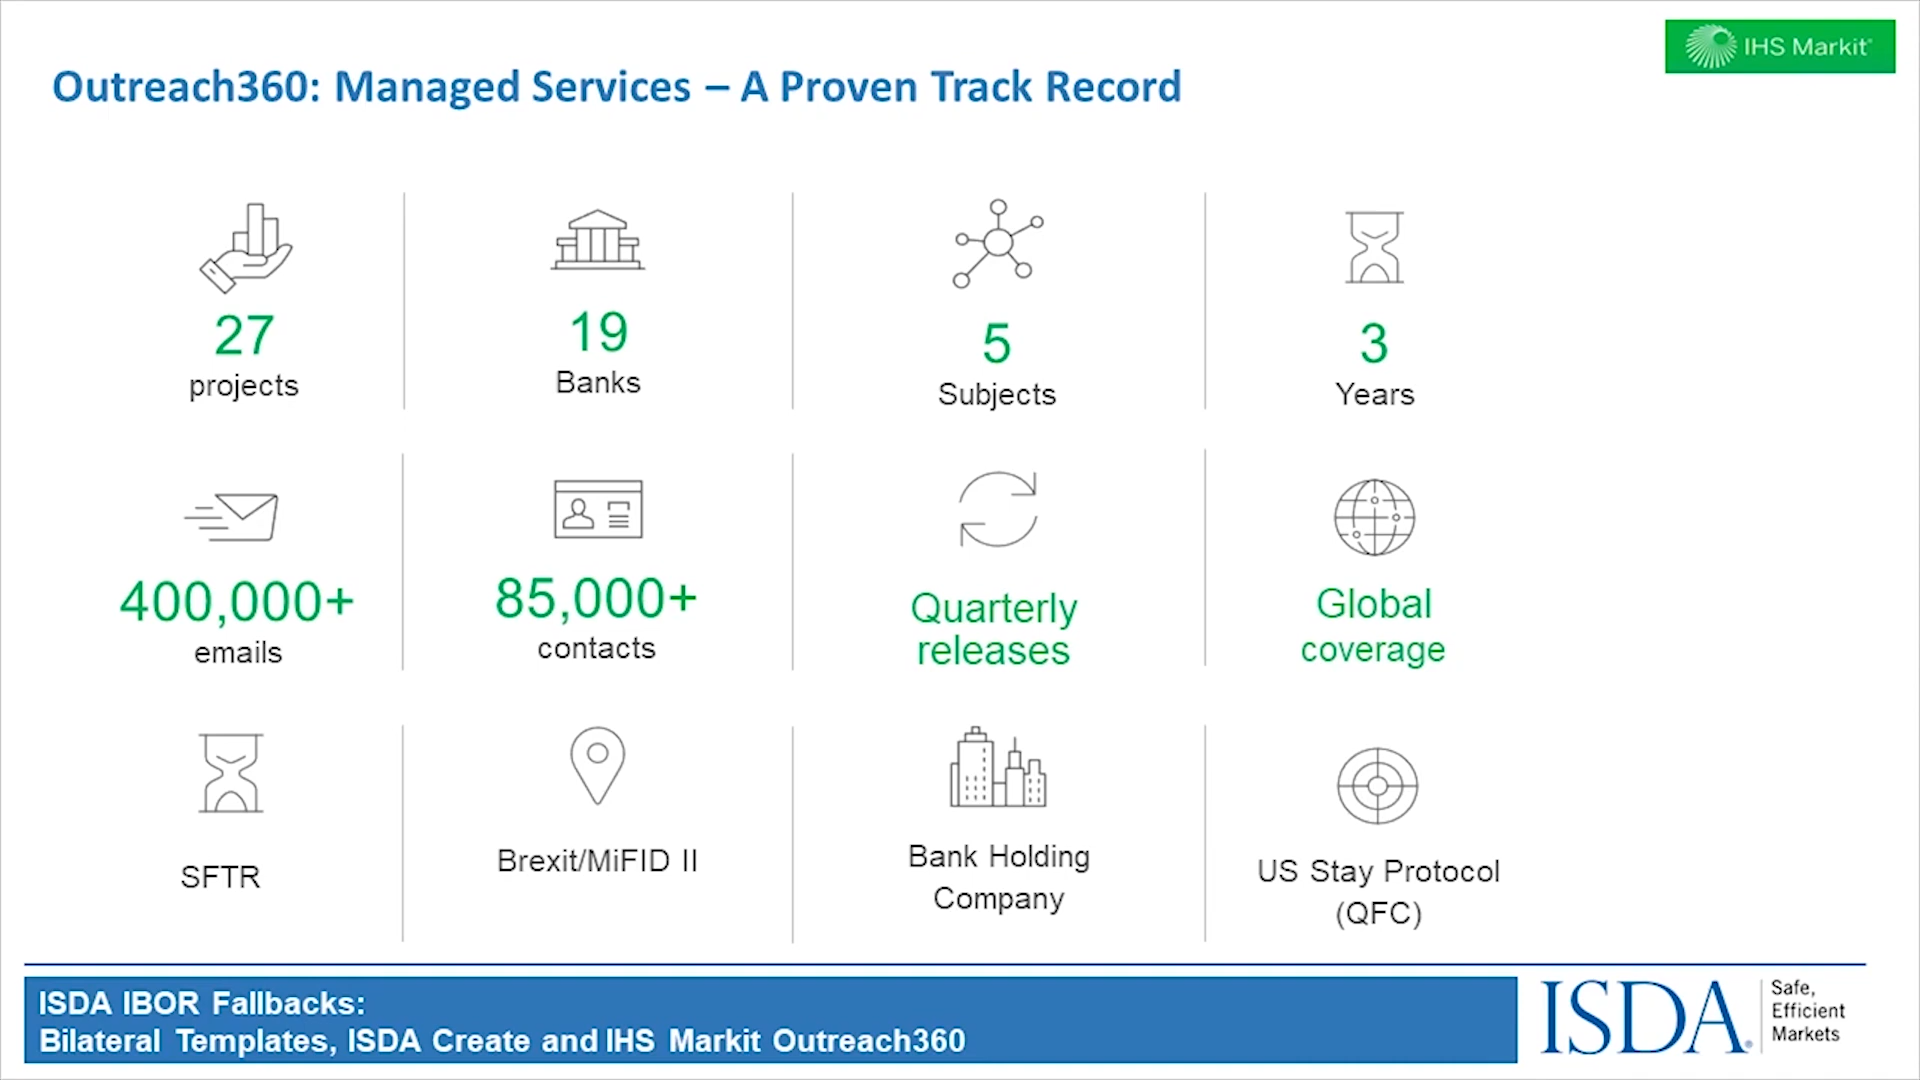 IHS Markit
Outreach360: Managed Services – A Proven Track Record
27
projects
19
Banks
5
Subjects
3
Years
400,000+
emails
85,000+
contacts
Quarterly
releases
Global
coverage
SFTR
Brexit/MiFID II
Bank Holding
Company
US Stay Protocol
(QFC)
ISDA IBOR Fallbacks:
Bilateral Templates, ISDA Create and IHS Markit Outreach360
ISDA®
Safe,
Efficient
Markets